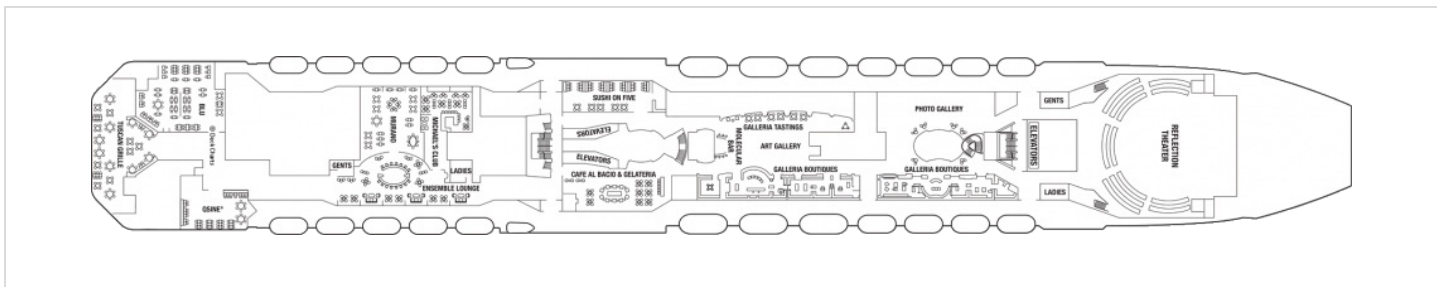 TUSCAN GRILLE
BLU
QSINE®
GENTS
MURANO
MICHAEL'S CLUB
LADIES
ENSEMBLE LOUNGE
SUSHI ON FIVE
ELEVATORS
ELEVATORS
CAFE AL BACIO & GELATERIA
MOLECULAR
BAR
GALLERIA TASTINGS
ART GALLERY
GALLERIA BOUTIQUES
PHOTO GALLERY
GALLERIA BOUTIQUES
GENTS
ELEVATORS
LADIES
REFLECTION
THEATER